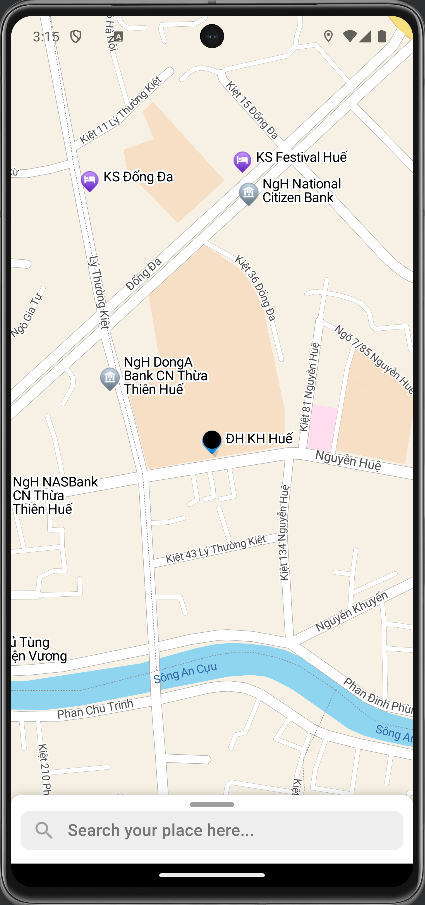 3:15
Hà Nội
Kiệt 11 Lý Thường Kiệt
Kiệt 15 Đống Đa
KS Festival Huế
KS Đống Đa
NgH National
Citizen Bank
Đống Đa
Lý Thường Kiệt
Kiệt 36 Đống Đa
Ngô Gia Tự
Kiệt 81 Nguyễn Huệ
Ngõ 7/85 Nguyễn Huệ
NgH DongA
Bank CN Thừa
Thiên Huế
ĐH KH Huế
Nguyễn Huệ
NgH NASBank
CN Thừa
Thiên Huế
Kiệt 43 Lý Thường Kiệt
Kiệt 134 Nguyễn Huệ
Nguyễn Khuyến
Tùng
Vương
Sông An Cựu
Phan Chu Trinh
Phan Đình Phùn
Sông An
Kiệt 210 Ph
Kiệt
Search your place here...